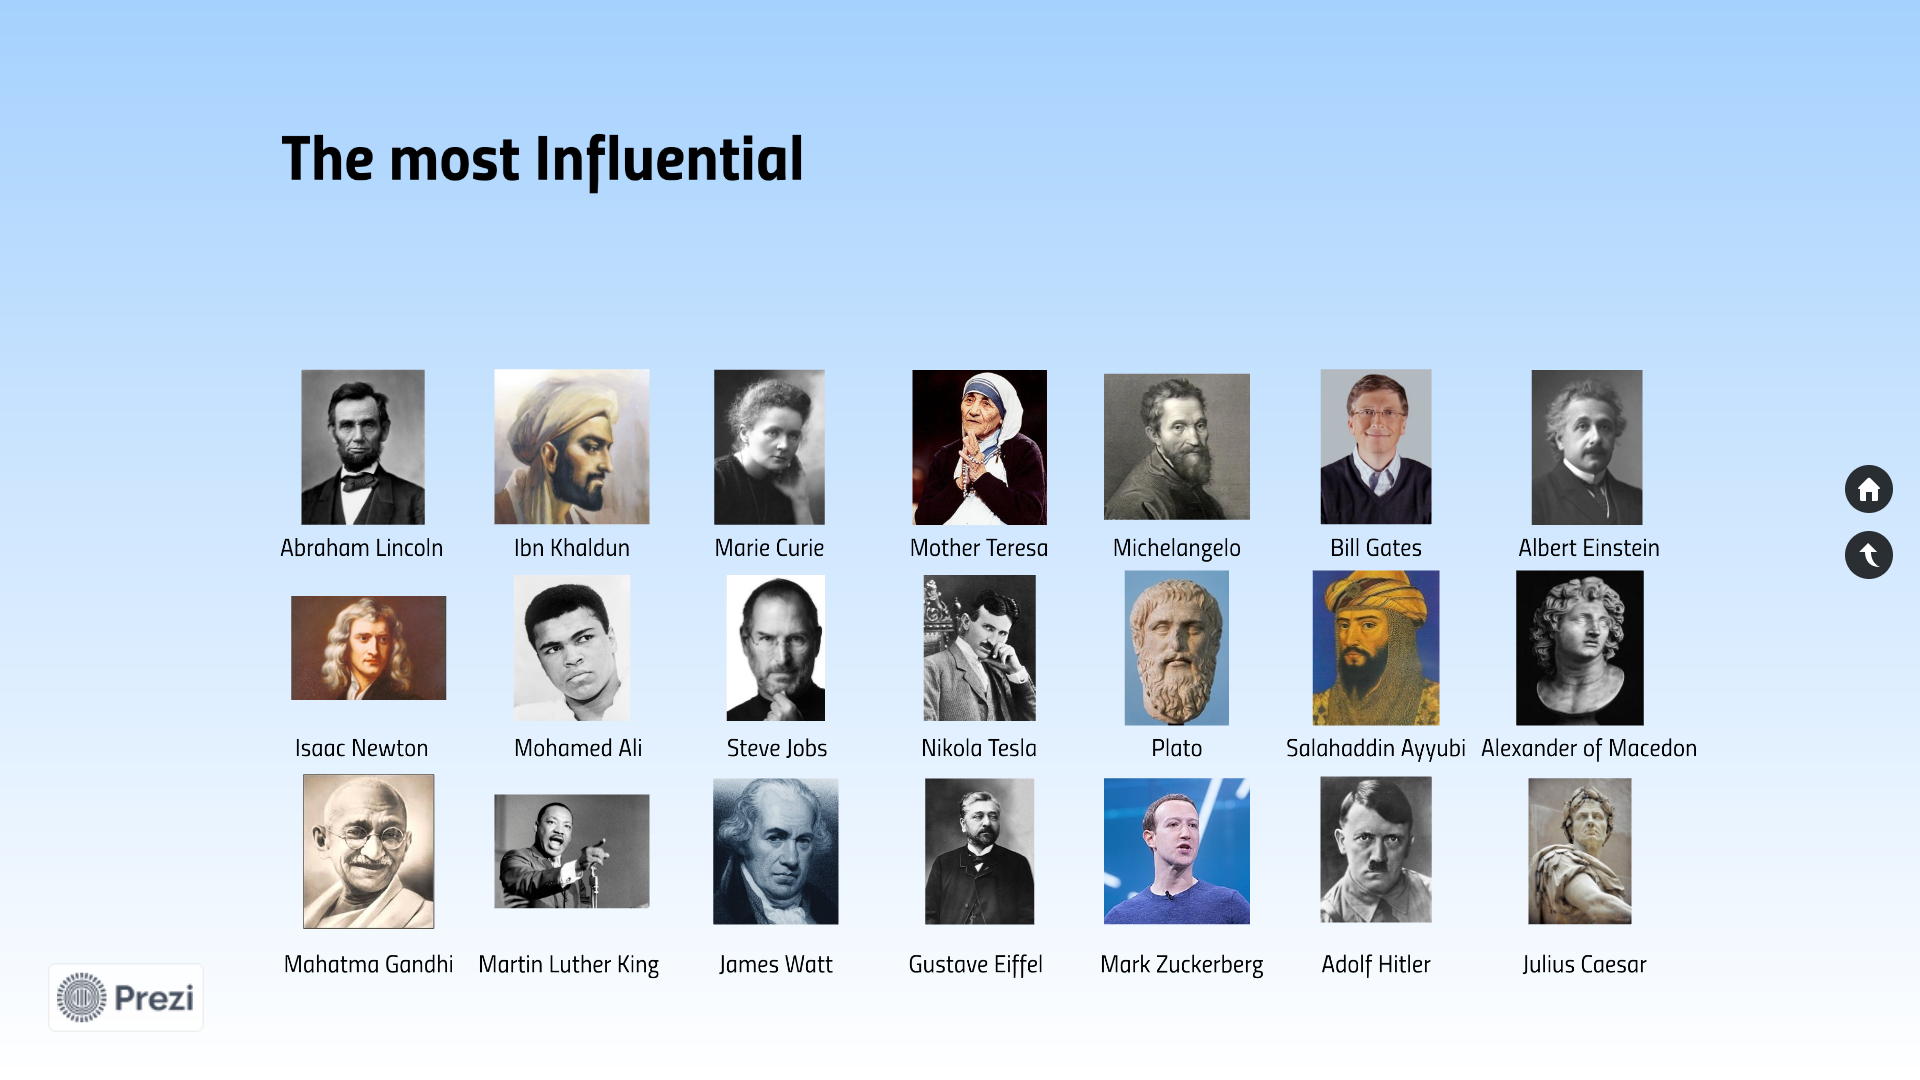 The most Influential
Abraham Lincoln
Ibn Khaldun
Marie Curie
Mother Teresa
Michelangelo
Bill Gates
Albert Einstein
Isaac Newton
Mohamed Ali
Steve Jobs
Nikola Tesla
Plato
Salahaddin Ayyubi
Alexander of Macedon
Mahatma Gandhi
Martin Luther King
James Watt
Gustave Eiffel
Mark Zuckerberg
Adolf Hitler
Julius Caesar
Prezi